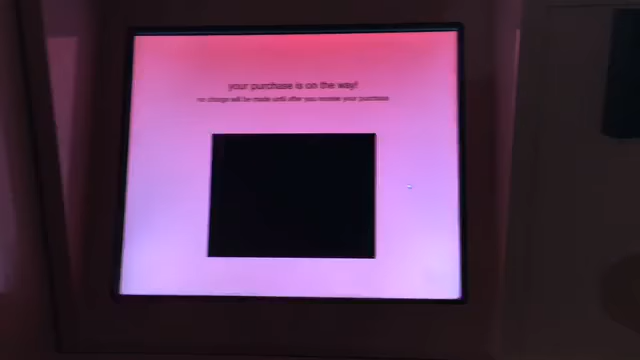 your purchase is on the way!
no charge will be made until after you receive your purchase